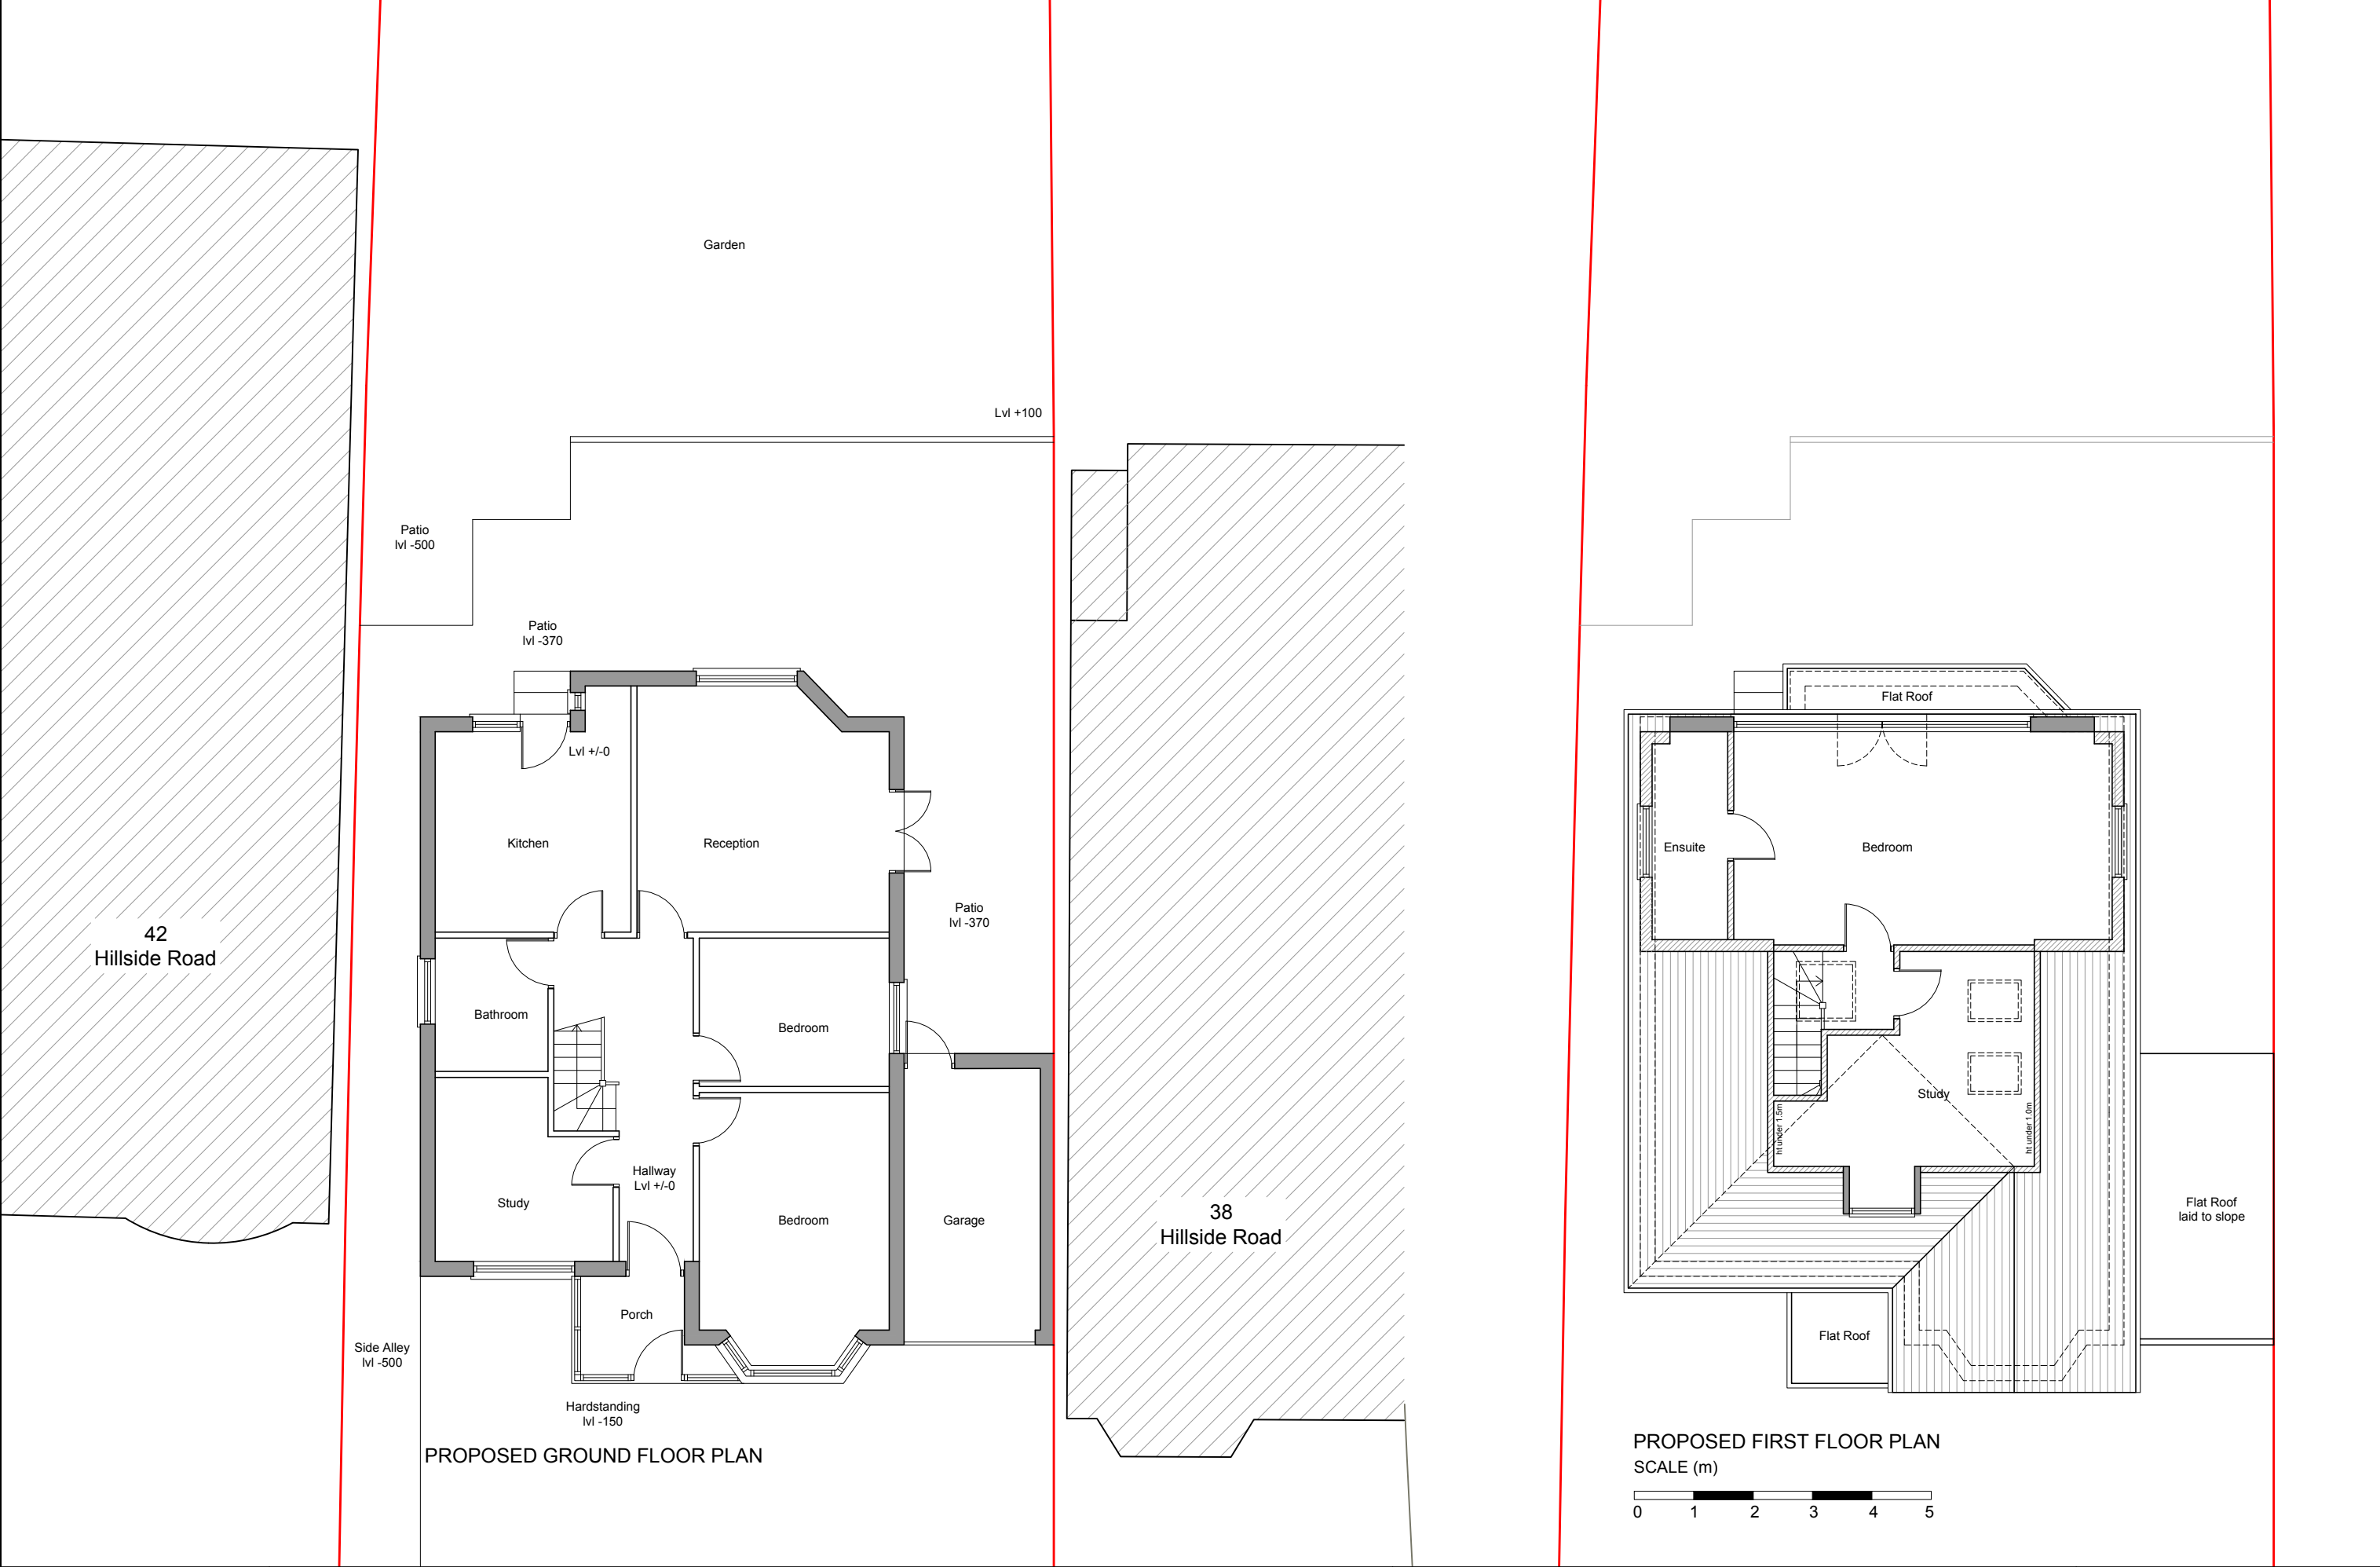 Garden
Lvl +100
Patio
lvl -500
Patio
lvl -370
Lvl +/-0
Kitchen
Reception
Patio
lvl -370
42
Hillside Road
Bathroom
Bedroom
Hallway
Lvl +/-0
Study
Bedroom
Garage
38
Hillside Road
Porch
Side Alley
lvl -500
Hardstanding
lvl -150
PROPOSED GROUND FLOOR PLAN
Flat Roof
Ensuite
Bedroom
Study
ht under 1.5m
ht under 1.0m
Flat Roof
laid to slope
Flat Roof
PROPOSED FIRST FLOOR PLAN
SCALE (m)
0 1 2 3 4 5